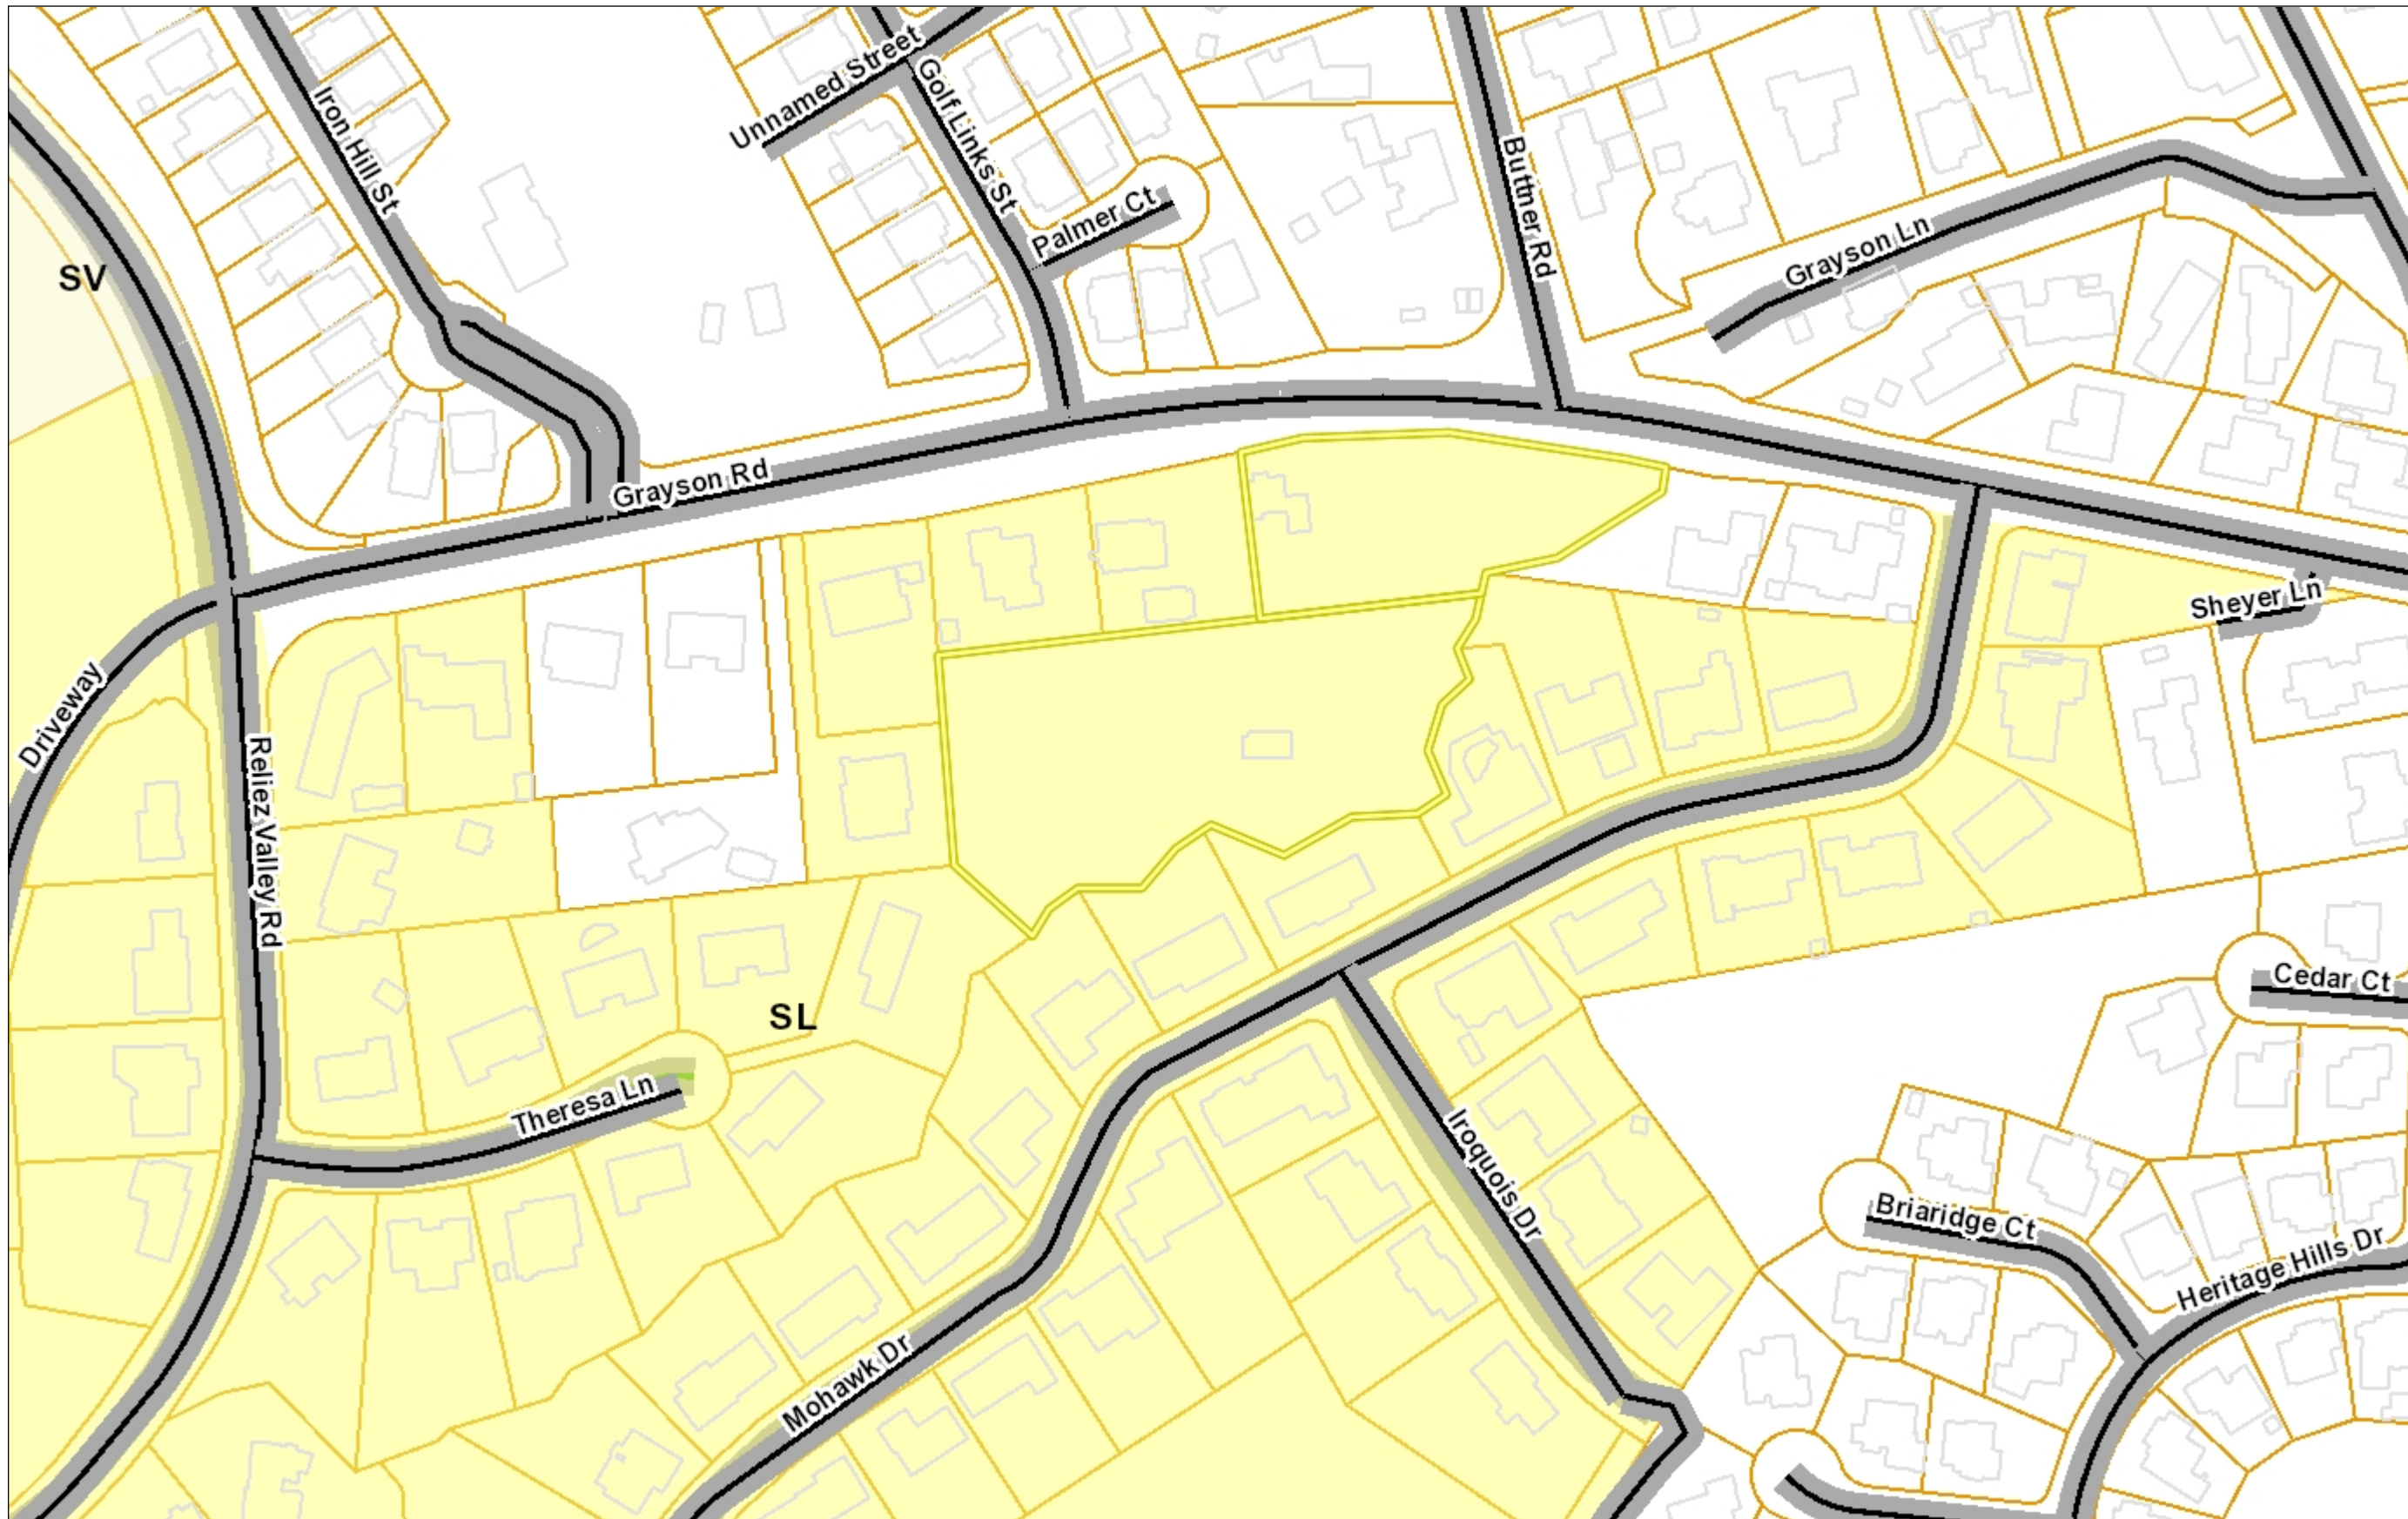 Unnamed Street
Golf Links St
Iron Hill St
Buttner Rd
Palmer Ct
Grayson Ln
SV
Grayson Rd
Sheyer Ln
Driveway
Reliez Valley Rd
Cedar Ct
SL
Theresa Ln
Iroquois Dr
Briaridge Ct
Heritage Hills Dr
Mohawk Dr